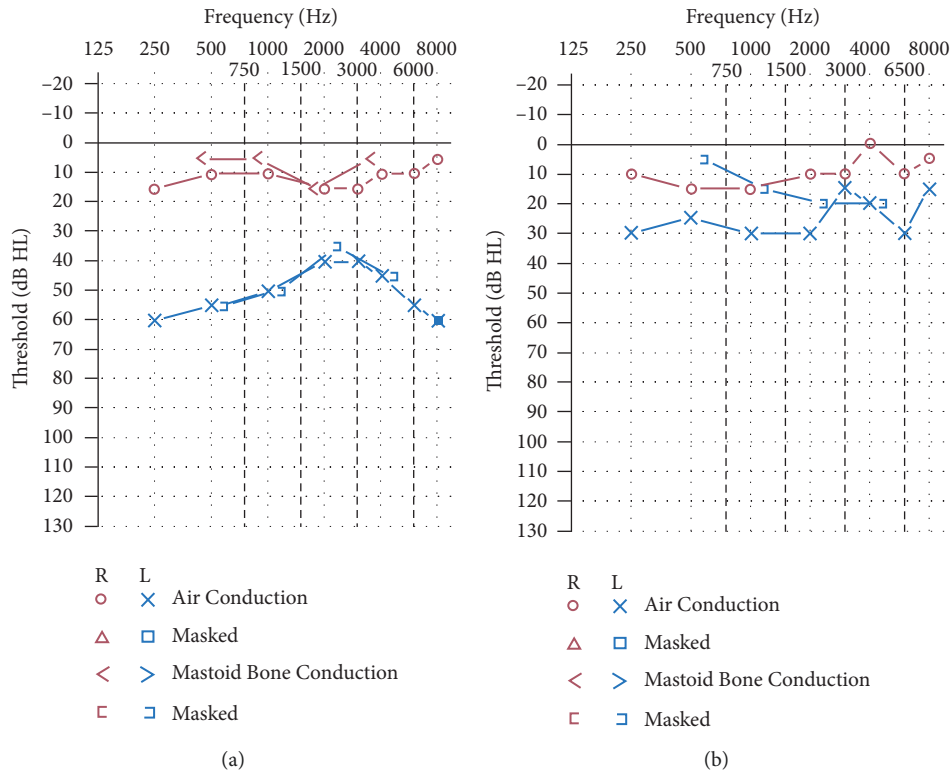 Frequency (Hz)
125 250 500 1000 2000 4000 8000
750 1500 3000 6000
Threshold (dB HL)
–20
–10
0
10
20
30
40
50
60
70
80
90
100
110
120
130
R L
Air Conduction
Masked
Mastoid Bone Conduction
Masked
(a)
Frequency (Hz)
125 250 500 1000 2000 4000 8000
750 1500 3000 6500
Threshold (dB HL)
–20
–10
0
10
20
30
40
50
60
70
80
90
100
110
120
130
R L
Air Conduction
Masked
Mastoid Bone Conduction
Masked
(b)